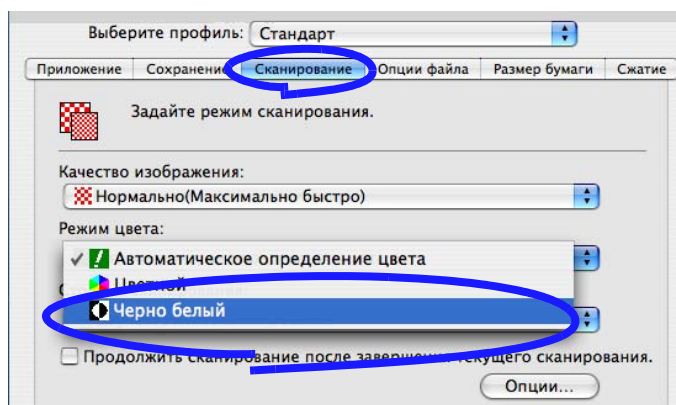 Выберите профиль: Стандарт
Приложение Сохранение Сканирование Опции файла Размер бумаги Сжатие
Задайте режим сканирования.
Качество изображения:
Нормально(Максимально быстро)
Режим цвета:
Автоматическое определение цвета
Цветной
Черно белый
Продолжить сканирование после завершения текущего сканирования.
Опции...